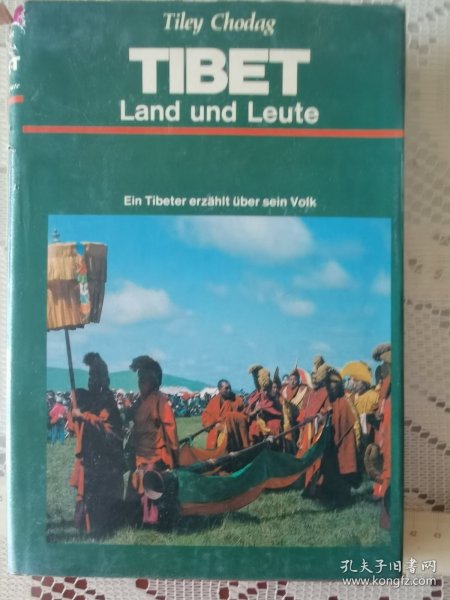 Tiley Chodag
TIBET
Land und Leute
Ein Tibeter erzählt über sein Volk
孔夫子旧书网
www.kongfz.com